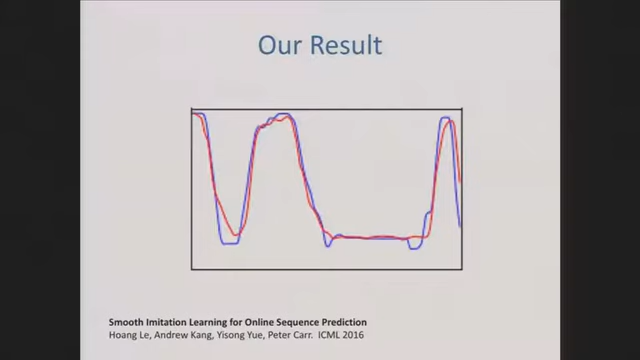 Our Result
Smooth Imitation Learning for Online Sequence Prediction
Hoang Le, Andrew Kang, Yisong Yue, Peter Carr. ICML 2016